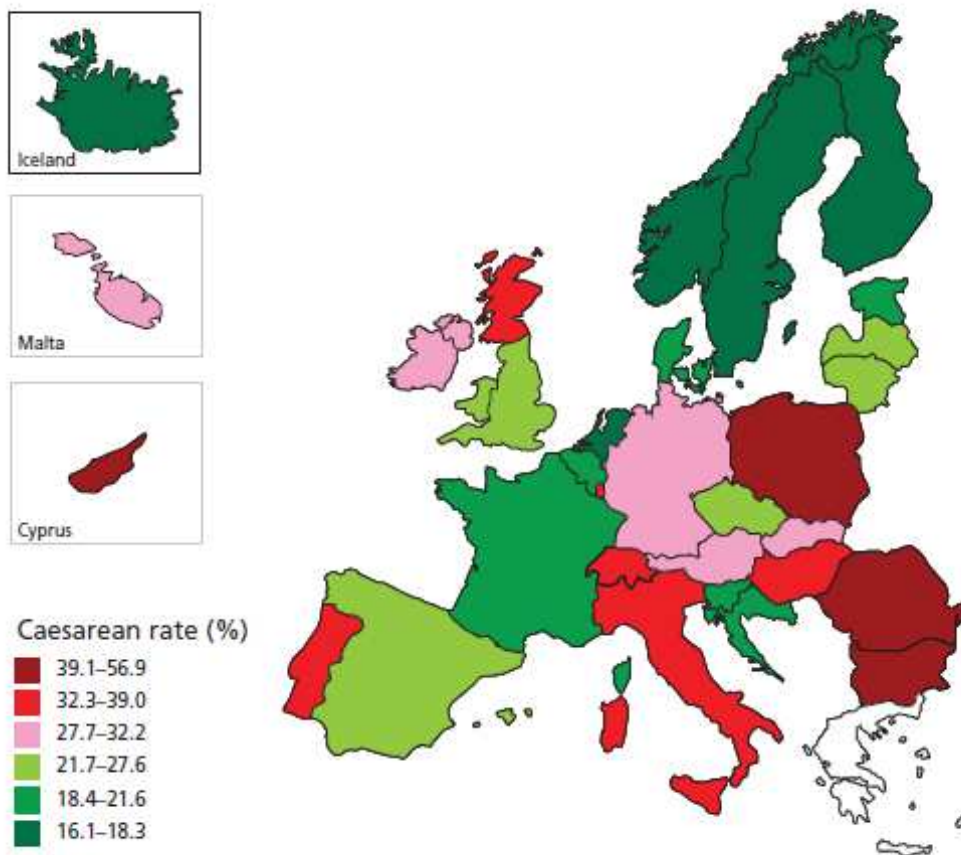 Iceland
Malta
Cyprus
Caesarean rate (%)
39.1–56.9
32.3–39.0
27.7–32.2
21.7–27.6
18.4–21.6
16.1–18.3